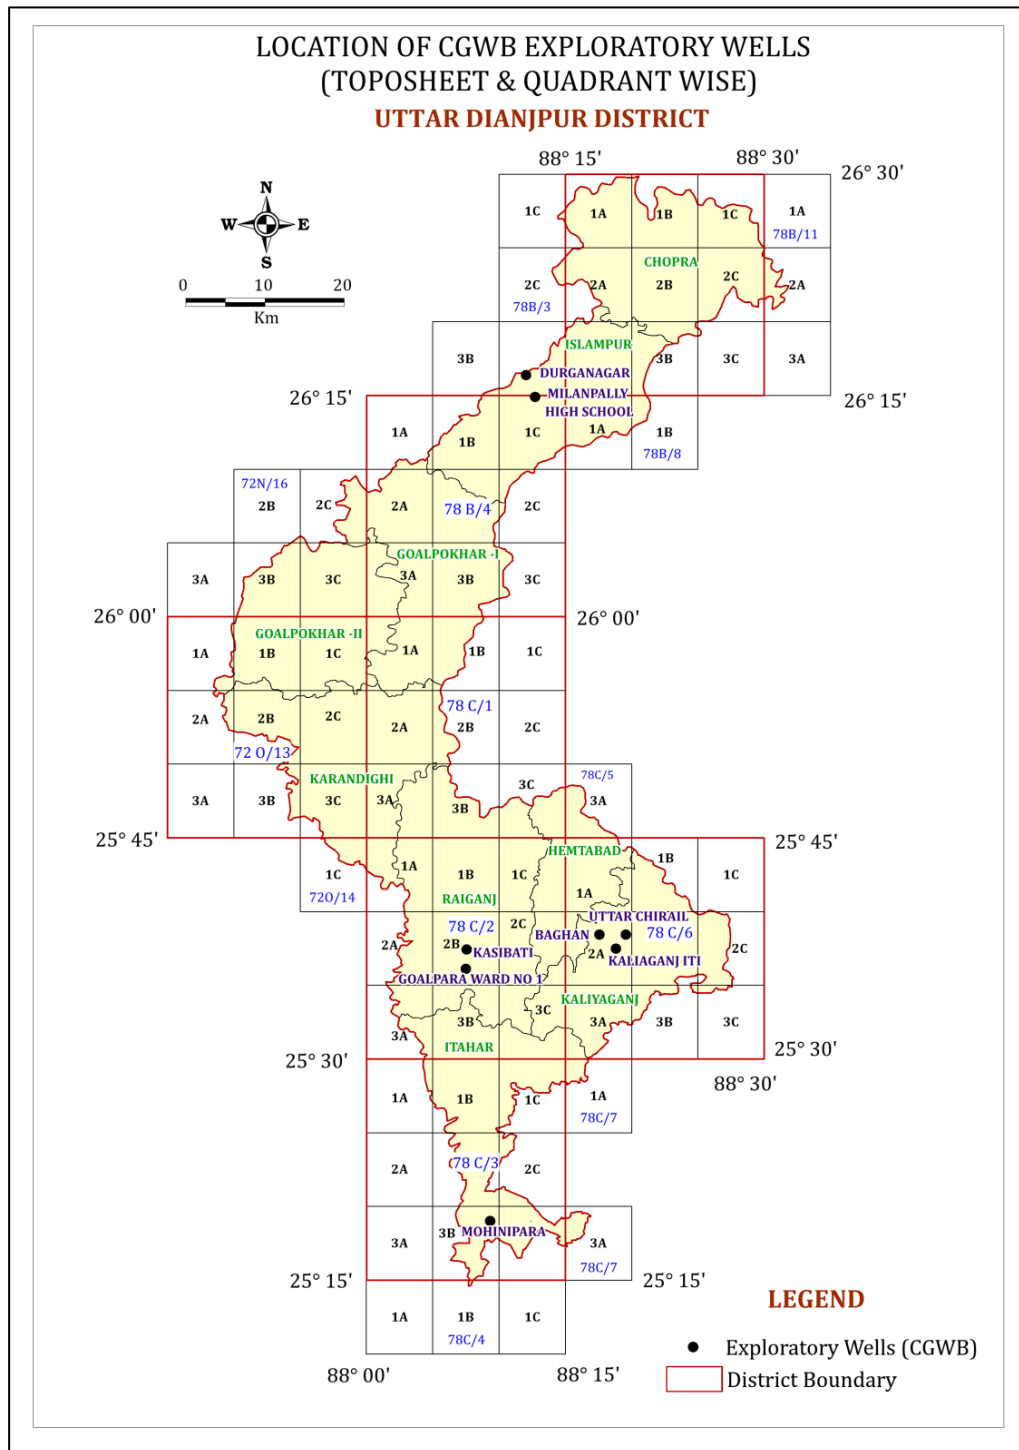 LOCATION OF CGWB EXPLORATORY WELLS
(TOPOSHEET & QUADRANT WISE)
UTTAR DIANJPUR DISTRICT
88° 15' 88° 30'
26° 30'
N
W E
S
0 10 20
Km
1C 1A 1B 1C 1A
78B/11
CHOPRA
2C 2A 2B 2C 2A
78B/3
ISLAMPUR
3B 3B 3C 3A
DURGANAGAR
26° 15' MILANPALLY 26° 15'
HIGH SCHOOL
1A 1B 1C 1A 1B
78B/8
72N/16
2B 2C 2A 78 B/4 2C
GOALPOKHAR -I
3A 3B 3C 3A 3B 3C
26° 00' 26° 00'
GOALPOKHAR -II
1A 1B 1C 1A 1B 1C
78 C/1
2A 2B 2C 2A 2B 2C
72 O/13
KARANDIGHI 78C/5
3A 3B 3C 3A 3B 3C 3A
25° 45' 25° 45'
HEMTABAD
1C 1A 1B 1C 1A 1B 1C
72O/14 RAIGANJ
UTTAR CHIRAIL
78 C/2 2C BAGHAN 78 C/6
2A 2B KASIBATI 2A KALIAGANJ ITI 2C
GOALPARA WARD NO 1
KALIYAGANJ
3A 3B 3C 3A 3B 3C
ITAHAR
25° 30' 25° 30'
88° 30'
1A 1B 1C 1A
78C/7
2A 78 C/3 2C
3A 3B MOHINIPARA 3A
78C/7
25° 15' 25° 15'
1A 1B 1C
78C/4
88° 00' 88° 15'
LEGEND
Exploratory Wells (CGWB)
District Boundary